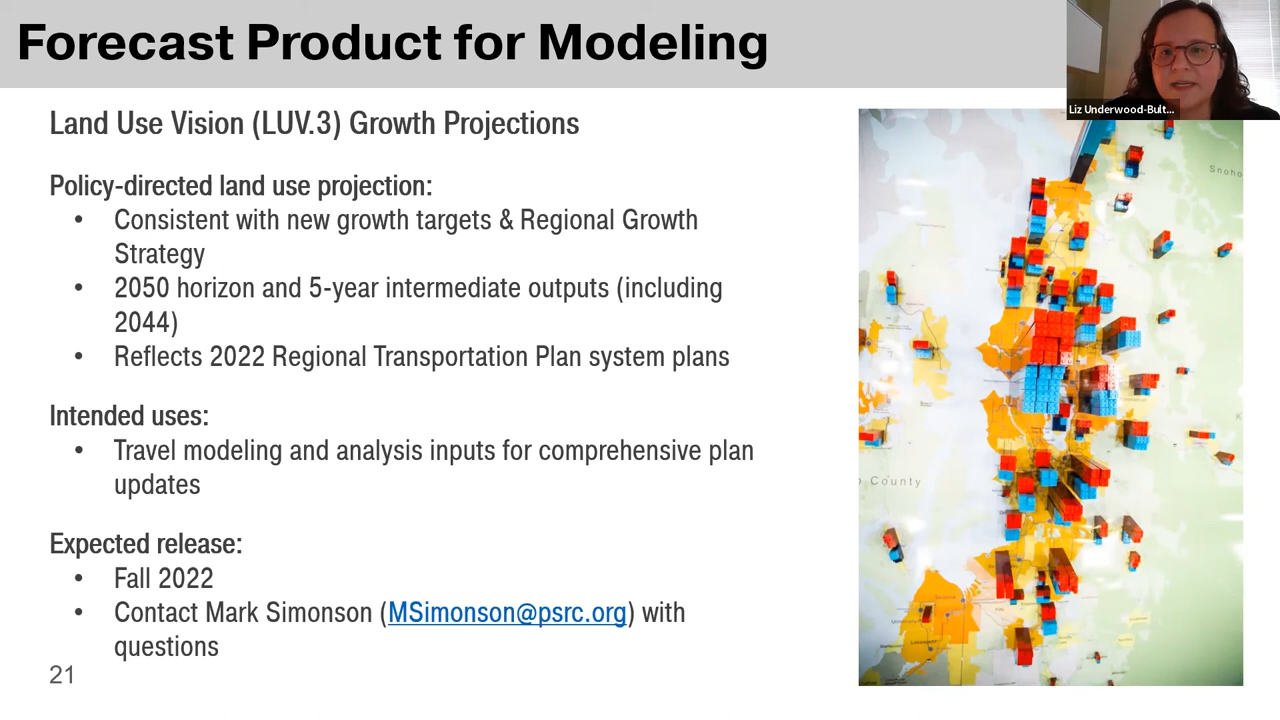 Forecast Product for Modeling
Liz Underwood-Bult...
Land Use Vision (LUV.3) Growth Projections
Policy-directed land use projection:
• Consistent with new growth targets & Regional Growth
Strategy
• 2050 horizon and 5-year intermediate outputs (including
2044)
• Reflects 2022 Regional Transportation Plan system plans
Intended uses:
• Travel modeling and analysis inputs for comprehensive plan
updates
Expected release:
• Fall 2022
• Contact Mark Simonson (MSimonson@psrc.org) with
questions
21
Snoho
County